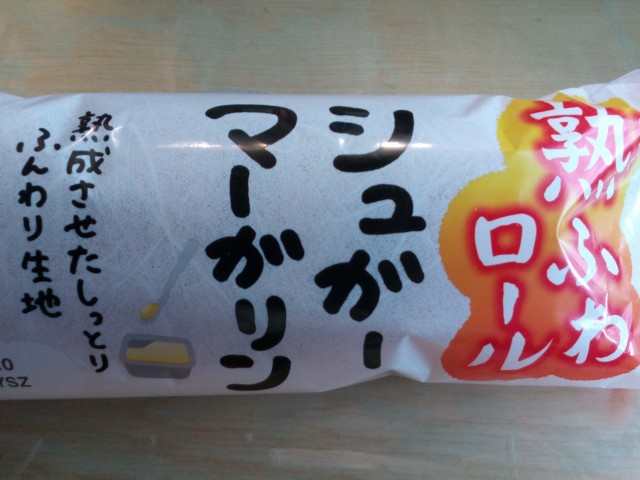 熟ふわ
ロール
シュガー
マーガリン
熟成させたしっとり
ふんわり生地
YSZ